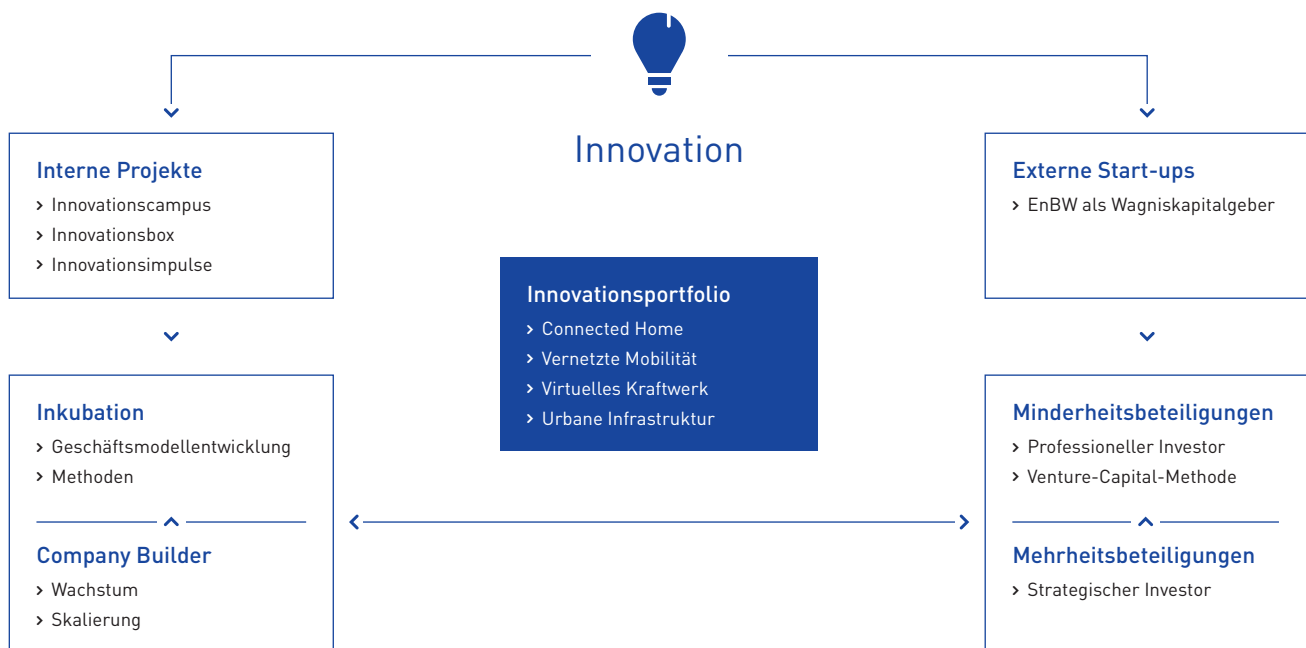 Innovation
Interne Projekte
Innovationscampus
Innovationsbox
Innovationsimpulse
Externe Start-ups
EnBW als Wagniskapitalgeber
Innovationsportfolio
Connected Home
Vernetzte Mobilität
Virtuelles Kraftwerk
Urbane Infrastruktur
Inkubation
Geschäftsmodellentwicklung
Methoden
Company Builder
Wachstum
Skalierung
Minderheitsbeteiligungen
Professioneller Investor
Venture-Capital-Methode
Mehrheitsbeteiligungen
Strategischer Investor